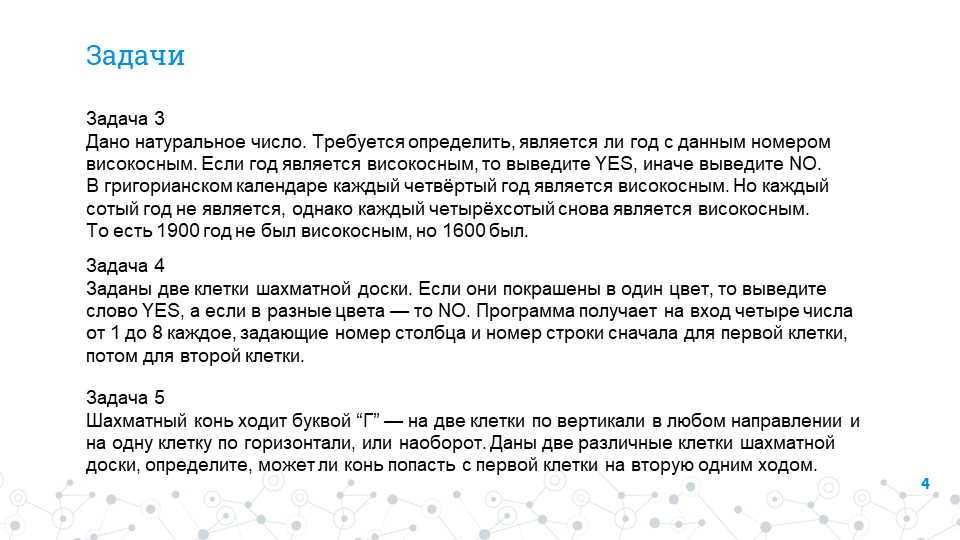 Задачи
Задача 3
Дано натуральное число. Требуется определить, является ли год с данным номером
високосным. Если год является високосным, то выведите YES, иначе выведите NO.
В григорианском календаре каждый четвёртый год является високосным. Но каждый
сотый год не является, однако каждый четырёхсотый снова является високосным.
То есть 1900 год не был високосным, но 1600 был.
Задача 4
Заданы две клетки шахматной доски. Если они покрашены в один цвет, то выведите
слово YES, а если в разные цвета — то NO. Программа получает на вход четыре числа
от 1 до 8 каждое, задающие номер столбца и номер строки сначала для первой клетки,
потом для второй клетки.
Задача 5
Шахматный конь ходит буквой “Г” — на две клетки по вертикали в любом направлении и
на одну клетку по горизонтали, или наоборот. Даны две различные клетки шахматной
доски, определите, может ли конь попасть с первой клетки на вторую одним ходом.
4